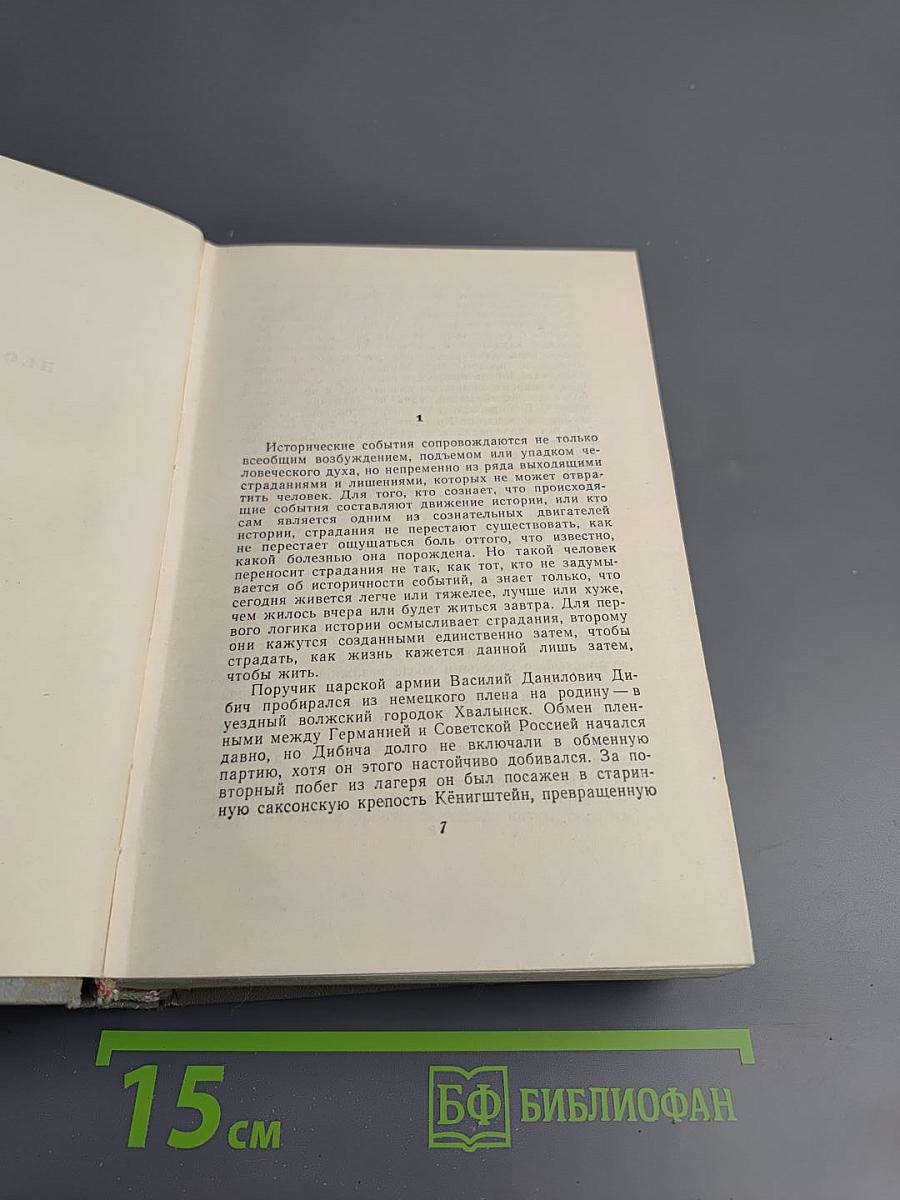 1
Исторические события сопровождаются не только
всеобщим возбуждением, подъемом или упадком че-
ловеческого духа, но непременно из ряда выходящими
страданиями и лишениями, которых не может отвра-
тить человек. Для того, кто сознает, что происходя-
щие события составляют движение истории, или кто
сам является одним из сознательных двигателей
истории, страдания не перестают существовать, как
не перестает ощущаться боль оттого, что известно,
какой болезнью она порождена. Но такой человек
переносит страдания не так, как тот, кто не задумы-
вается об историчности событий, а знает только, что
сегодня живется легче или тяжелее, лучше или хуже,
чем жилось вчера или будет житься завтра. Для пер-
вого логика истории осмысливает страдания, второму
они кажутся созданными единственно затем, чтобы
страдать, как жизнь кажется данной лишь затем,
чтобы жить.
Поручик царской армии Василий Данилович Ди-
бич пробирался из немецкого плена на родину — в
уездный волжский городок Хвалынск. Обмен плен-
ными между Германией и Советской Россией начался
давно, но Дибича долго не включали в обменную
партию, хотя он этого настойчиво добивался. За по-
вторный побег из лагеря он был посажен в старин-
ную саксонскую крепость Кёнигштейн, превращенную
7
15 см
БФ БИБЛИОФАН